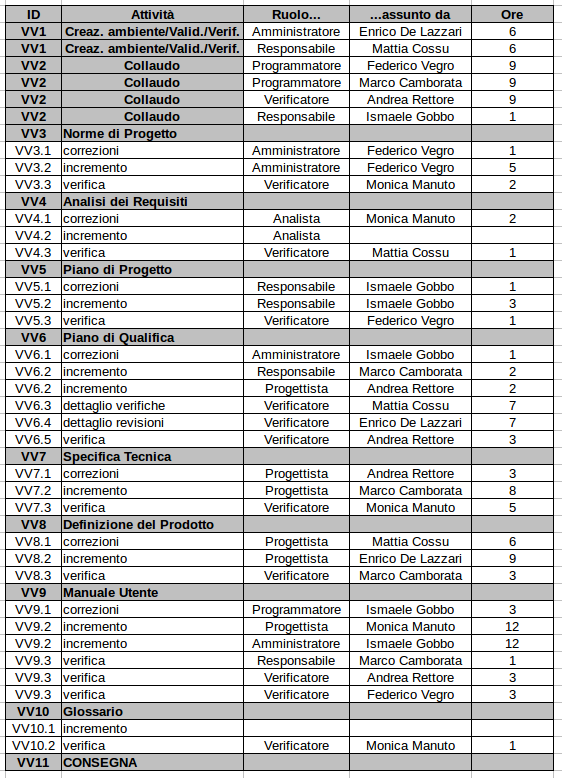 ID Attività Ruolo... ...assunto da Ore
VV1 Creaz. ambiente/Valid./Verif. Amministratore Enrico De Lazzari 6
VV1 Creaz. ambiente/Valid./Verif. Responsabile Mattia Cossu 6
VV2 Collaudo Programmatore Federico Vegro 9
VV2 Collaudo Programmatore Marco Camborata 9
VV2 Collaudo Verificatore Andrea Rettore 9
VV2 Collaudo Responsabile Ismaele Gobbo 1
VV3 Norme di Progetto
VV3.1 correzioni Amministratore Federico Vegro 1
VV3.2 incremento Amministratore Federico Vegro 5
VV3.3 verifica Verificatore Monica Manuto 2
VV4 Analisi dei Requisiti
VV4.1 correzioni Analista Monica Manuto 2
VV4.2 incremento Analista
VV4.3 verifica Verificatore Mattia Cossu 1
VV5 Piano di Progetto
VV5.1 correzioni Responsabile Ismaele Gobbo 1
VV5.2 incremento Responsabile Ismaele Gobbo 3
VV5.3 verifica Verificatore Federico Vegro 1
VV6 Piano di Qualifica
VV6.1 correzioni Amministratore Ismaele Gobbo 1
VV6.2 incremento Responsabile Marco Camborata 2
VV6.2 incremento Progettista Andrea Rettore 2
VV6.3 dettaglio verifiche Verificatore Mattia Cossu 7
VV6.4 dettaglio revisioni Verificatore Enrico De Lazzari 7
VV6.5 verifica Verificatore Andrea Rettore 3
VV7 Specifica Tecnica
VV7.1 correzioni Progettista Andrea Rettore 3
VV7.2 incremento Progettista Marco Camborata 8
VV7.3 verifica Verificatore Monica Manuto 5
VV8 Definizione del Prodotto
VV8.1 correzioni Progettista Mattia Cossu 6
VV8.2 incremento Progettista Enrico De Lazzari 9
VV8.3 verifica Verificatore Marco Camborata 3
VV9 Manuale Utente
VV9.1 correzioni Programmatore Ismaele Gobbo 3
VV9.2 incremento Progettista Monica Manuto 12
VV9.2 incremento Amministratore Ismaele Gobbo 12
VV9.3 verifica Responsabile Marco Camborata 1
VV9.3 verifica Verificatore Andrea Rettore 3
VV9.3 verifica Verificatore Federico Vegro 3
VV10 Glossario
VV10.1 incremento
VV10.2 verifica Verificatore Monica Manuto 1
VV11 CONSEGNA